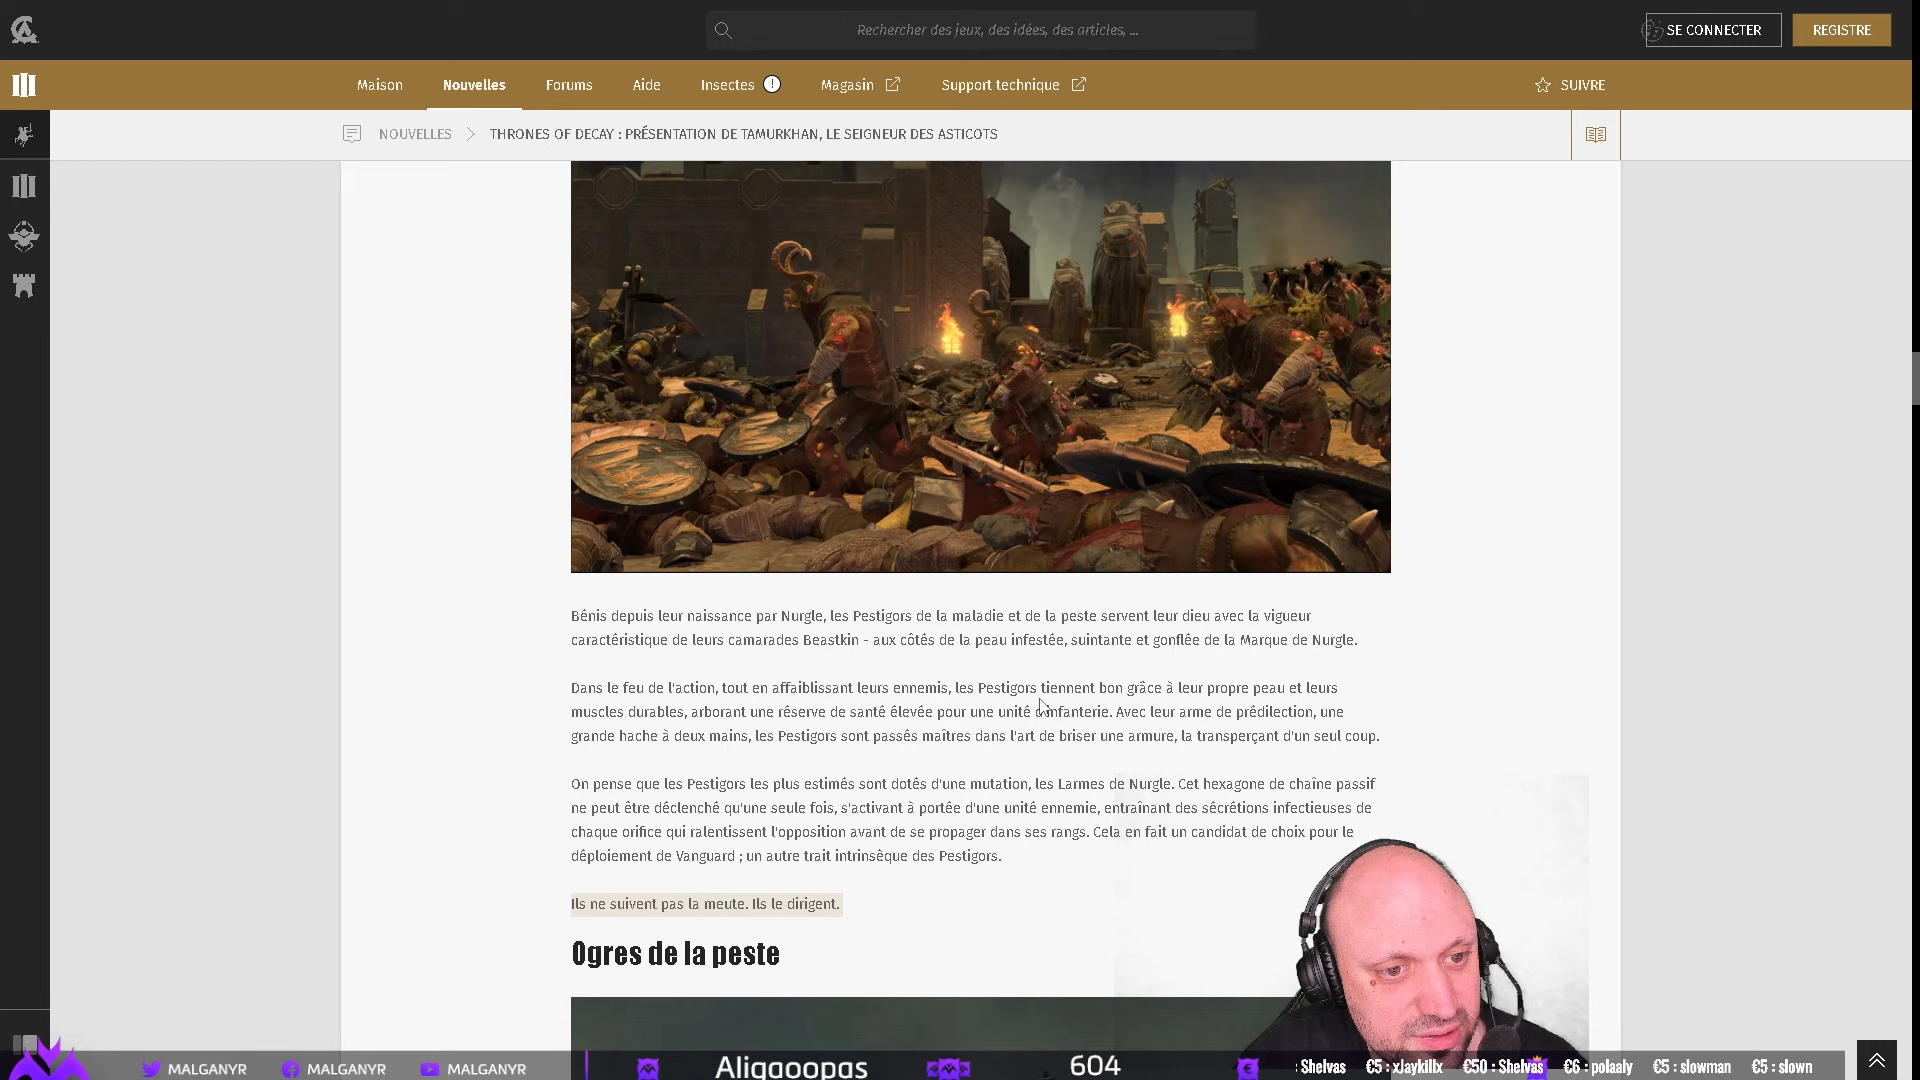 Rechercher des jeux, des idées, des articles, ...
SE CONNECTER
REGISTRE
Maison
Nouvelles
Forums
Aide
Insectes !
Magasin
Support technique
SUIVRE
NOUVELLES
THRONES OF DECAY : PRÉSENTATION DE TAMURKHAN, LE SEIGNEUR DES ASTICOTS
Bénis depuis leur naissance par Nurgle, les Pestigors de la maladie et de la peste servent leur dieu avec la vigueur
caractéristique de leurs camarades Beastkin - aux côtés de la peau infestée, suintante et gonflée de la Marque de Nurgle.
Dans le feu de l'action, tout en affaiblissant leurs ennemis, les Pestigors tiennent bon grâce à leur propre peau et leurs
muscles durables, arborant une réserve de santé élevée pour une unité d'infanterie. Avec leur arme de prédilection, une
grande hache à deux mains, les Pestigors sont passés maîtres dans l'art de briser une armure, la transperçant d'un seul coup.
On pense que les Pestigors les plus estimés sont dotés d'une mutation, les Larmes de Nurgle. Cet hexagone de chaîne passif
ne peut être déclenché qu'une seule fois, s'activant à portée d'une unité ennemie, entraînant des sécrétions infectieuses de
chaque orifice qui ralentissent l'opposition avant de se propager dans ses rangs. Cela en fait un candidat de choix pour le
déploiement de Vanguard ; un autre trait intrinsèque des Pestigors.
Ils ne suivent pas la meute. Ils le dirigent.
Ogres de la peste
MALGANYR
MALGANYR
MALGANYR
Aligaoopas
604
: Shelvas
€5 : xJaykillx
€50 : Shelvas
€6 : polaaly
€5 : slowman
€5 : slown